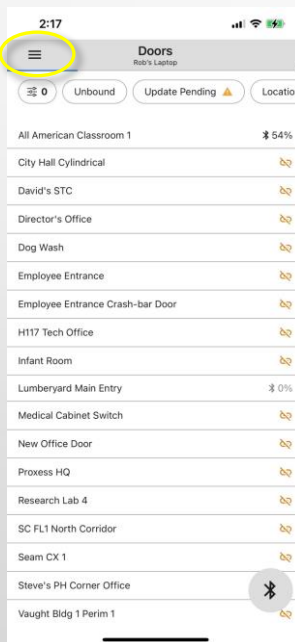 2:17
Doors
Rob's Laptop
0 Unbound Update Pending Locatio
All American Classroom 1 54%
City Hall Cylindrical
David's STC
Director's Office
Dog Wash
Employee Entrance
Employee Entrance Crash-bar Door
H117 Tech Office
Infant Room
Lumberyard Main Entry 0%
Medical Cabinet Switch
New Office Door
Proxess HQ
Research Lab 4
SC FL1 North Corridor
Seam CX 1
Steve's PH Corner Office
Vaught Bldg 1 Perim 1